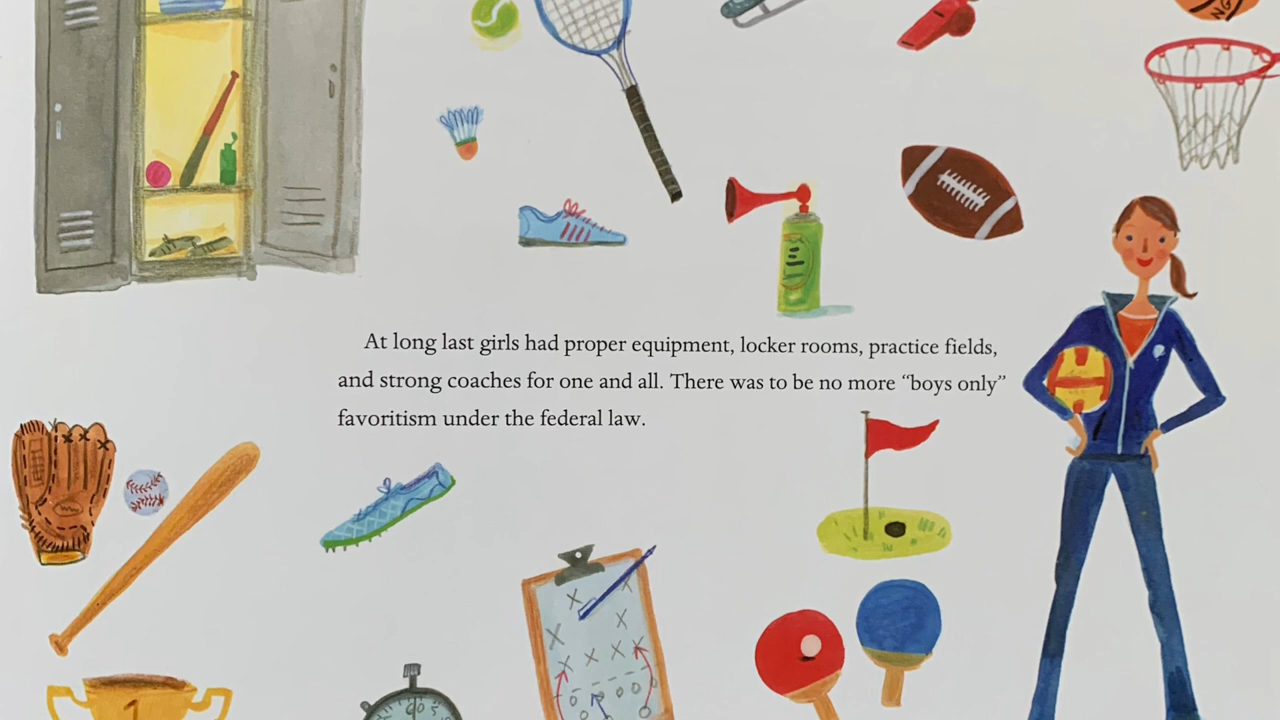 At long last girls had proper equipment, locker rooms, practice fields,
and strong coaches for one and all. There was to be no more “boys only”
favoritism under the federal law.
1